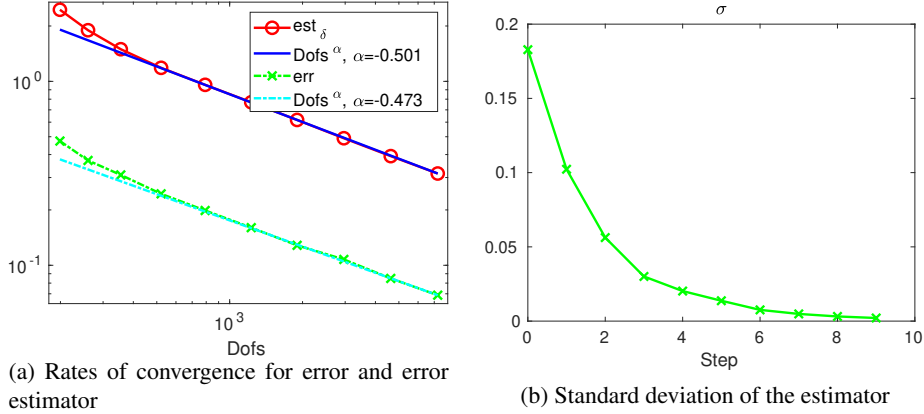 10^0
10^-1
10^3
Dofs
est_δ
Dofs^α, α=-0.501
err
Dofs^α, α=-0.473
(a) Rates of convergence for error and error
estimator
σ
0.2
0.15
0.1
0.05
0
0
2
4
6
8
10
Step
(b) Standard deviation of the estimator